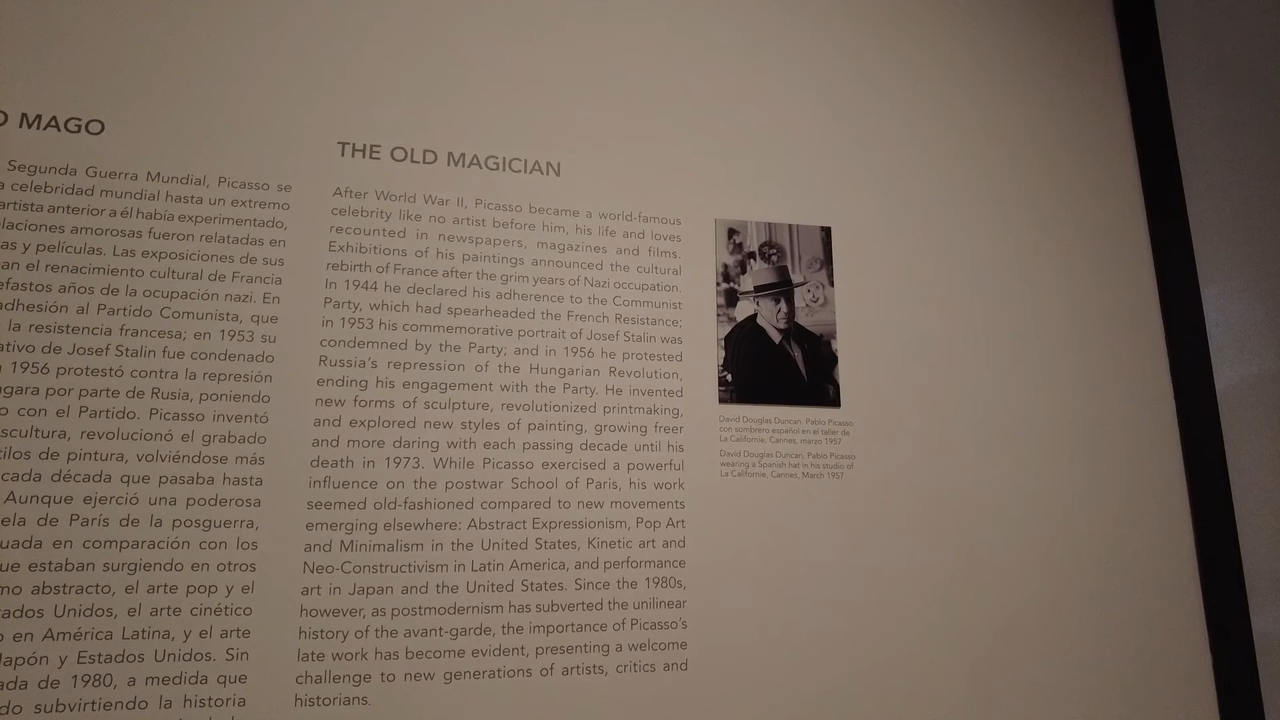 MAGO
Segunda Guerra Mundial, Picasso se
celebridad mundial hasta un extremo
artista anterior a él había experimentado,
laciones amorosas fueron relatadas en
as y películas. Las exposiciones de sus
an el renacimiento cultural de Francia
efastos años de la ocupación nazi. En
adhesión al Partido Comunista, que
la resistencia francesa; en 1953 su
ativo de Josef Stalin fue condenado
1956 protestó contra la represión
ngara por parte de Rusia, poniendo
o con el Partido. Picasso inventó
scultura, revolucionó el grabado
tilos de pintura, volviéndose más
cada década que pasaba hasta
Aunque ejerció una poderosa
ela de París de la posguerra,
uada en comparación con los
ue estaban surgiendo en otros
mo abstracto, el arte pop y el
tados Unidos, el arte cinético
o en América Latina, y el arte
Japón y Estados Unidos. Sin
ada de 1980, a medida que
do subvirtiendo la historia
THE OLD MAGICIAN
After World War II, Picasso became a world-famous
celebrity like no artist before him, his life and loves
recounted in newspapers, magazines and films.
Exhibitions of his paintings announced the cultural
rebirth of France after the grim years of Nazi occupation.
In 1944 he declared his adherence to the Communist
Party, which had spearheaded the French Resistance;
in 1953 his commemorative portrait of Josef Stalin was
condemned by the Party; and in 1956 he protested
Russia's repression of the Hungarian Revolution,
ending his engagement with the Party. He invented
new forms of sculpture, revolutionized printmaking,
and explored new styles of painting, growing freer
and more daring with each passing decade until his
death in 1973. While Picasso exercised a powerful
influence on the postwar School of Paris, his work
seemed old-fashioned compared to new movements
emerging elsewhere: Abstract Expressionism, Pop Art
and Minimalism in the United States, Kinetic art and
Neo-Constructivism in Latin America, and performance
art in Japan and the United States. Since the 1980s,
however, as postmodernism has subverted the unilinear
history of the avant-garde, the importance of Picasso's
late work has become evident, presenting a welcome
challenge to new generations of artists, critics and
historians.
David Douglas Duncan. Pablo Picasso
con sombrero español en el taller de
La Californie, Cannes, marzo 1957
David Douglas Duncan. Pablo Picasso
wearing a Spanish hat in his studio of
La Californie, Cannes, March 1957